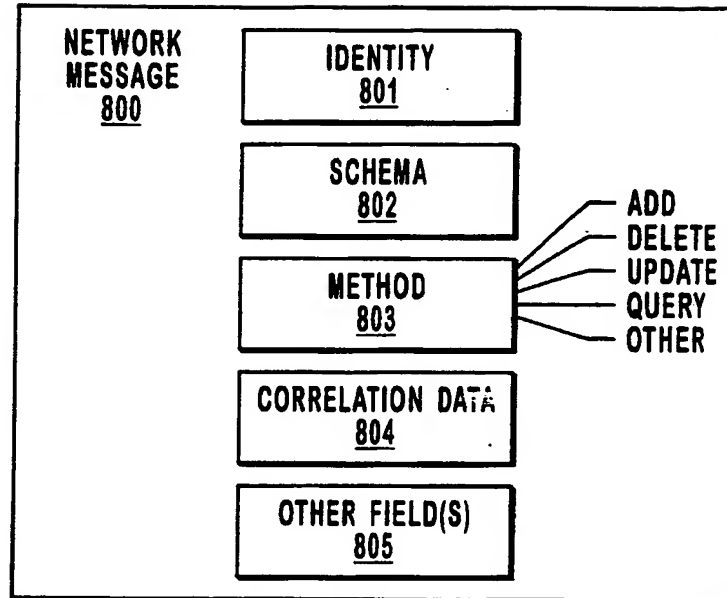 NETWORK
MESSAGE
800
IDENTITY
801
SCHEMA
802
METHOD
803
ADD
DELETE
UPDATE
QUERY
OTHER
CORRELATION DATA
804
OTHER FIELD(S)
805